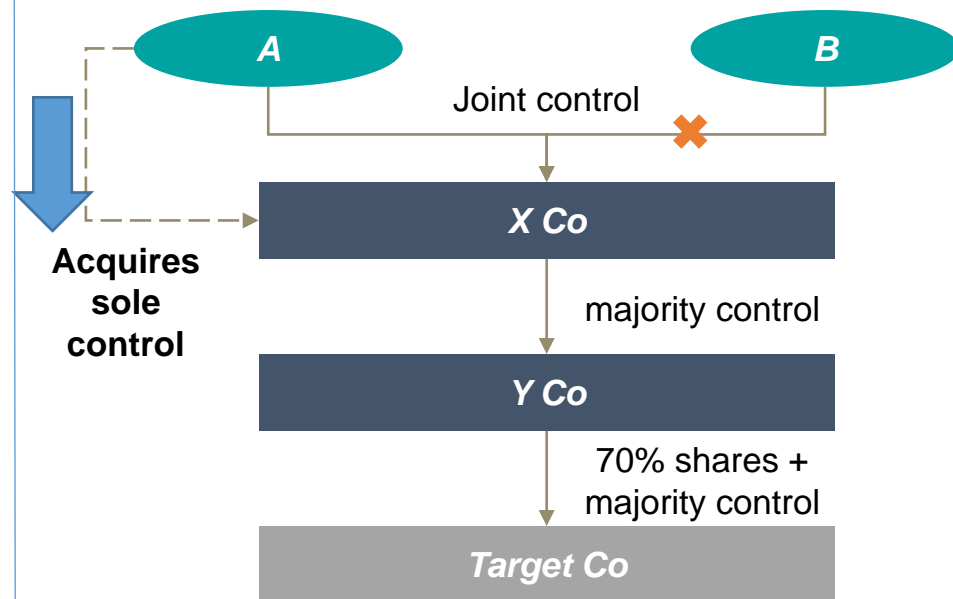 A
B
Joint control
X Co
Acquires
sole
control
majority control
Y Co
70% shares +
majority control
Target Co